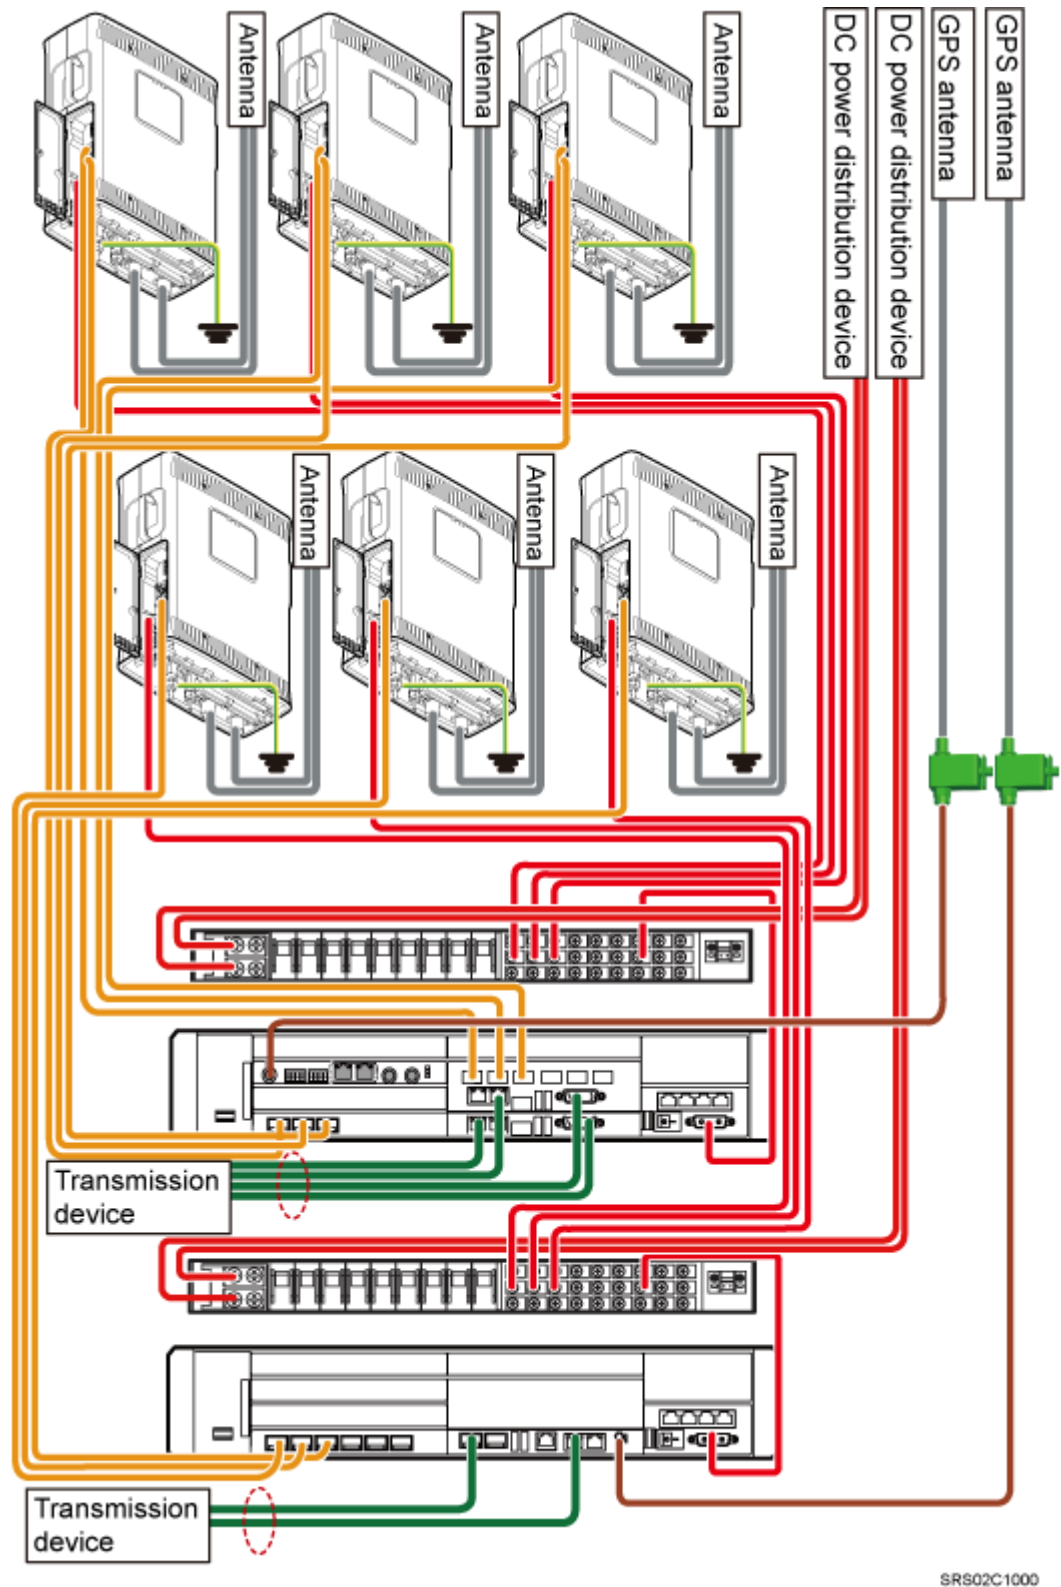 Antenna
Antenna
Antenna
DC power distribution device
DC power distribution device
GPS antenna
GPS antenna
Antenna
Antenna
Antenna
Transmission
device
Transmission
device
SRS02C1000